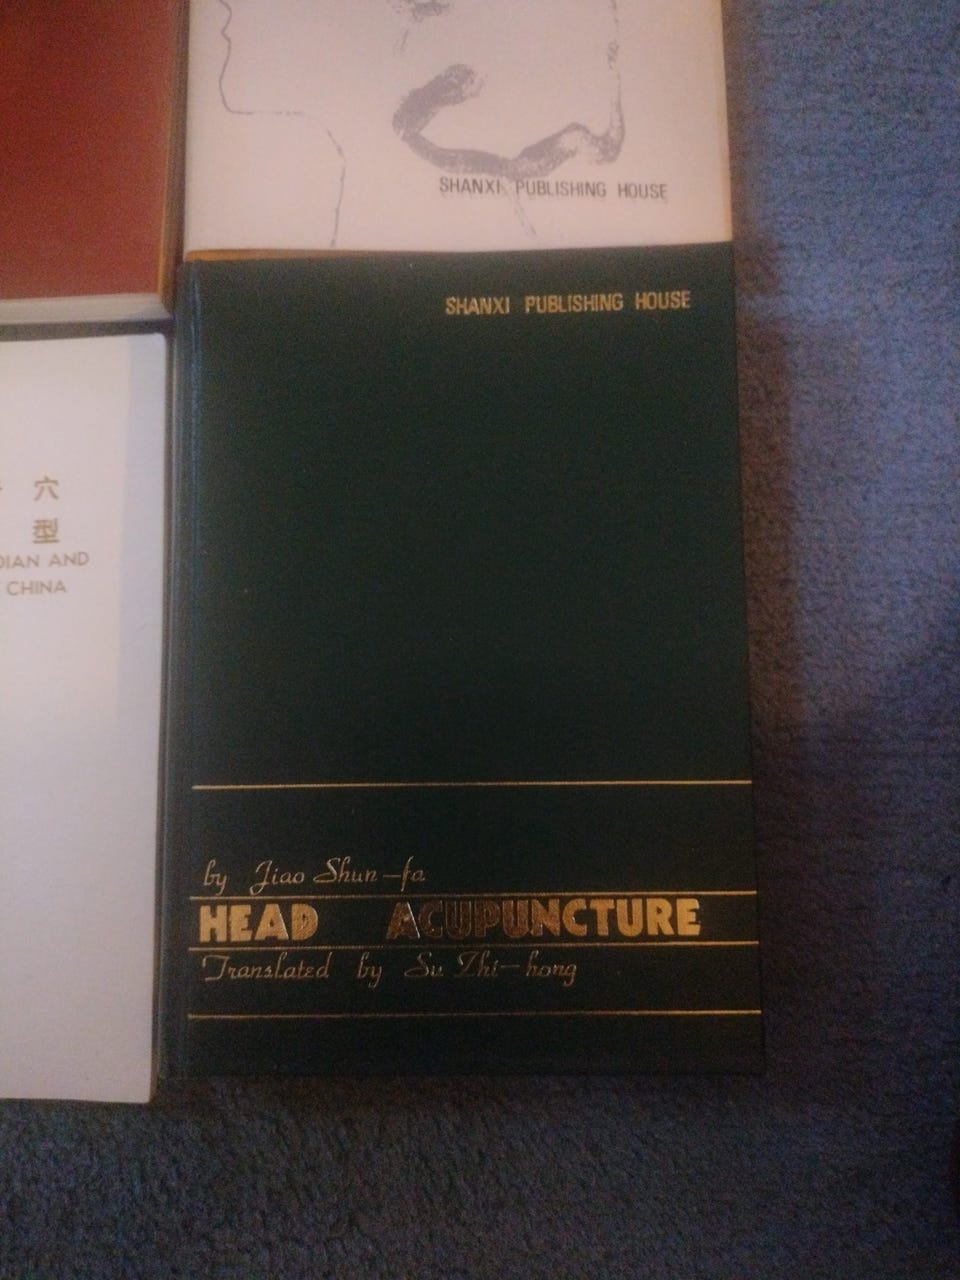 SHANXI PUBLISHING HOUSE
SHANXI PUBLISHING HOUSE
穴
型
AND
CHINA
by Jiao Shun-fa
HEAD ACUPUNCTURE
Translated by Su Zhi-hong